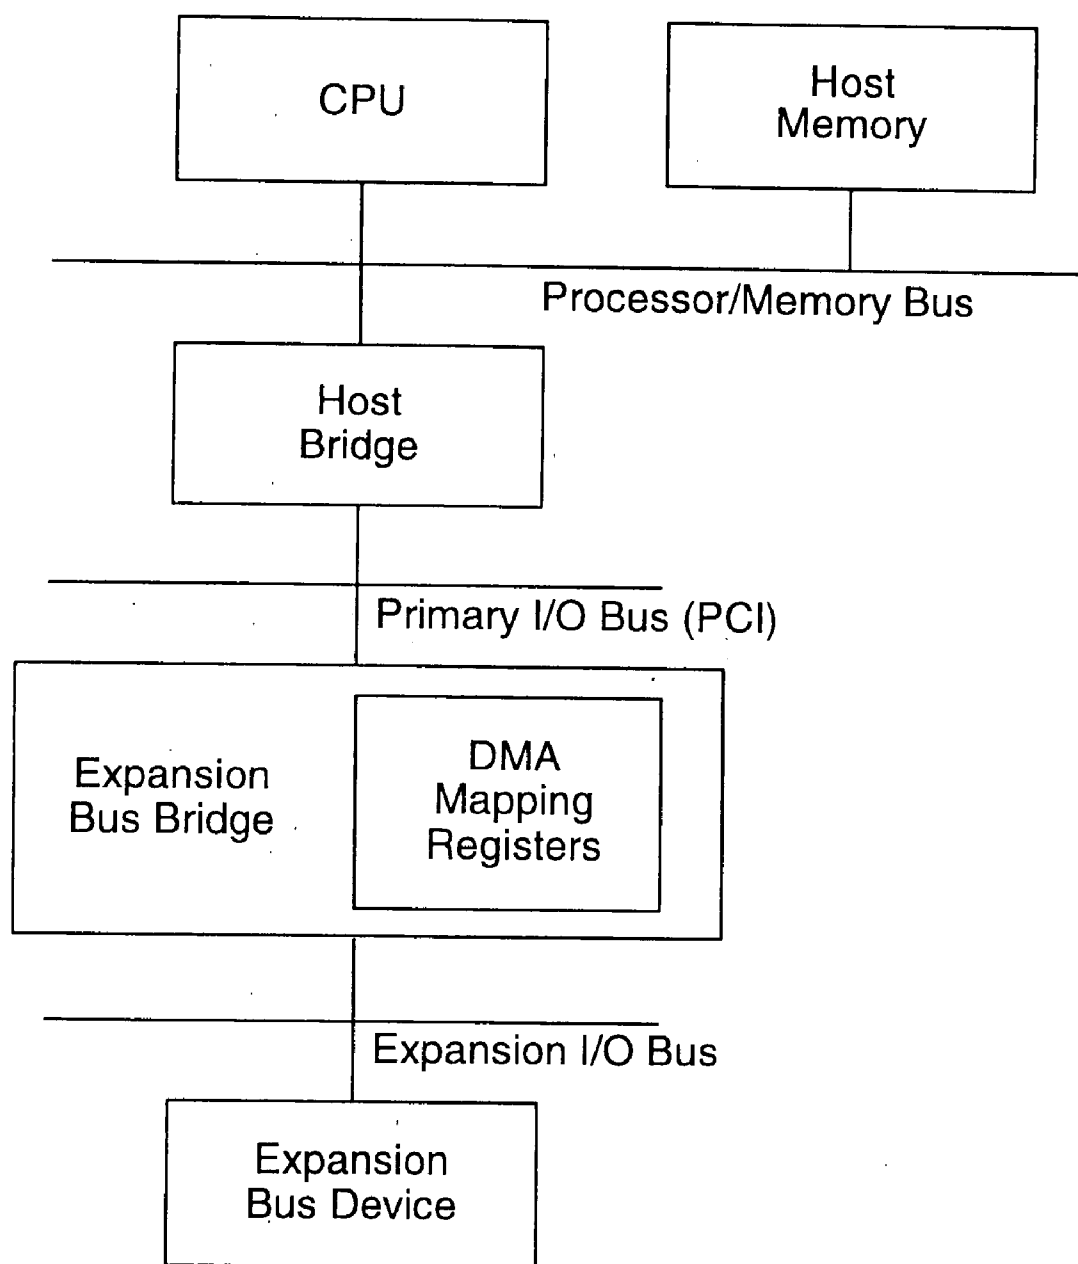 CPU
Host
Memory
Processor/Memory Bus
Host
Bridge
Primary I/O Bus (PCI)
Expansion
Bus Bridge
DMA
Mapping
Registers
Expansion I/O Bus
Expansion
Bus Device